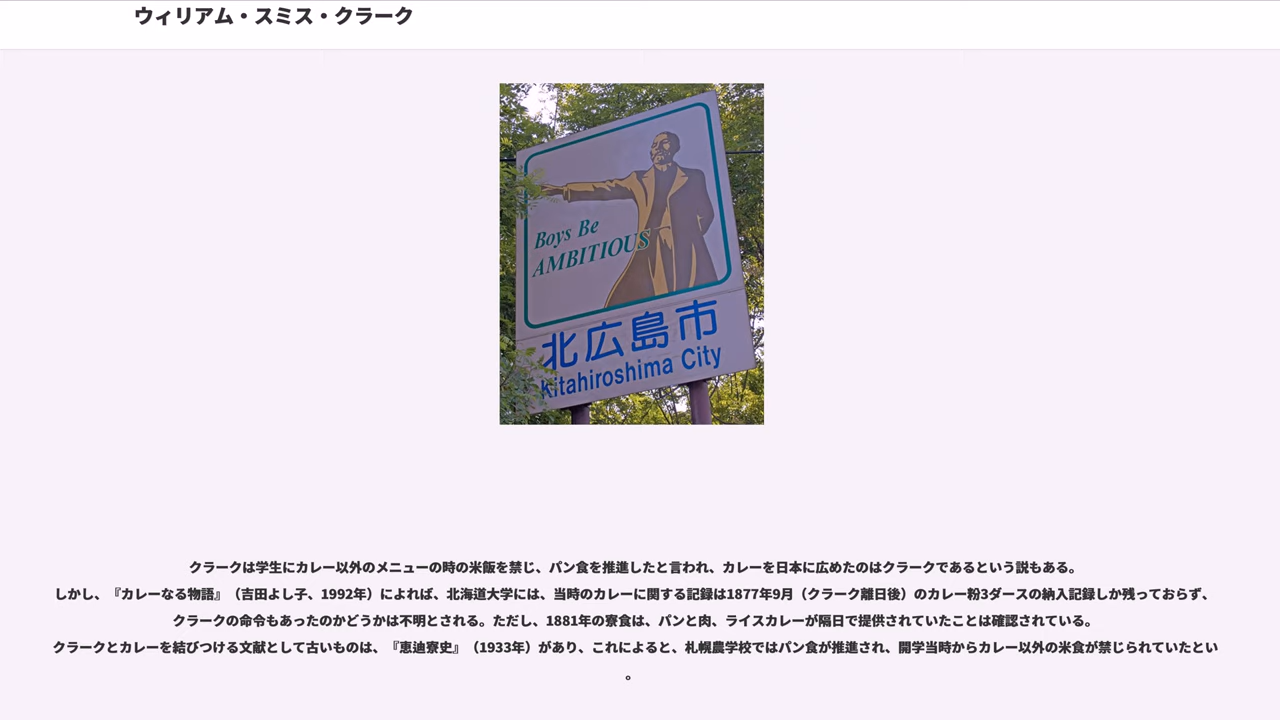 ウィリアム・スミス・クラーク
Boys Be
AMBITIOUS
北広島市
Kitahiroshima City
クラークは学生にカレー以外のメニューの時の米飯を禁じ、パン食を推進したと言われ、カレーを日本に広めたのはクラークであるという説もある。
しかし、『カレーなる物語』（吉田よし子、1992年）によれば、北海道大学には、当時のカレーに関する記録は1877年9月（クラーク離日後）のカレー粉3ダースの納入記録しか残っておらず、
クラークの命令もあったのかどうかは不明とされる。ただし、1881年の寮食は、パンと肉、ライスカレーが隔日で提供されていたことは確認されている。
クラークとカレーを結びつける文献として古いものは、『恵迪寮史』（1933年）があり、これによると、札幌農学校ではパン食が推進され、開学当時からカレー以外の米食が禁じられていたとい
。